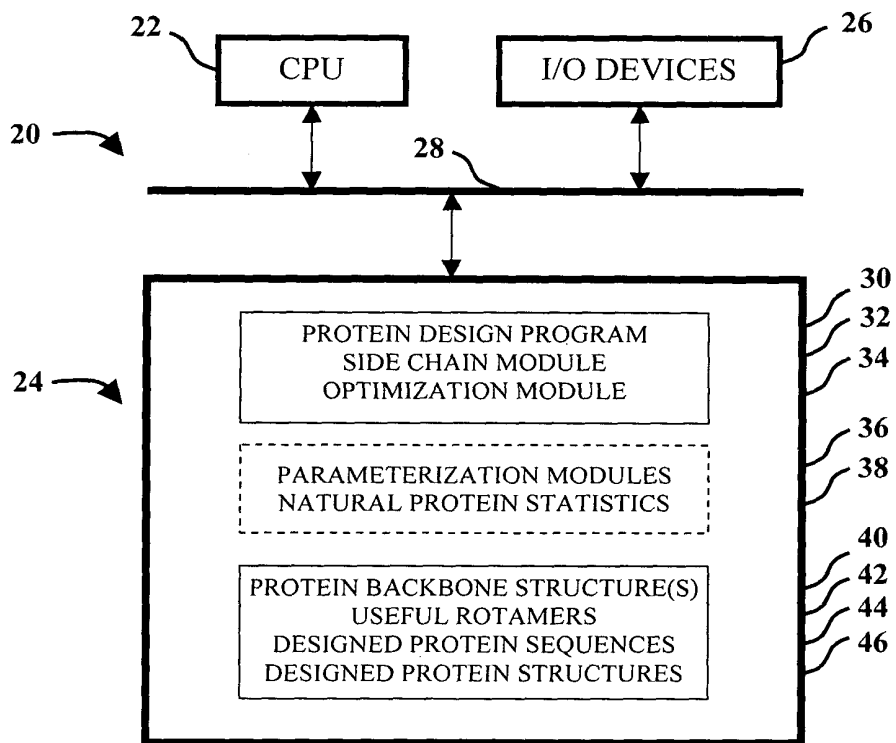 22
CPU
I/O DEVICES
26
20
28
30
PROTEIN DESIGN PROGRAM
32
SIDE CHAIN MODULE
34
24
OPTIMIZATION MODULE
36
PARAMETERIZATION MODULES
38
NATURAL PROTEIN STATISTICS
40
PROTEIN BACKBONE STRUCTURE(S)
42
USEFUL ROTAMERS
44
DESIGNED PROTEIN SEQUENCES
46
DESIGNED PROTEIN STRUCTURES